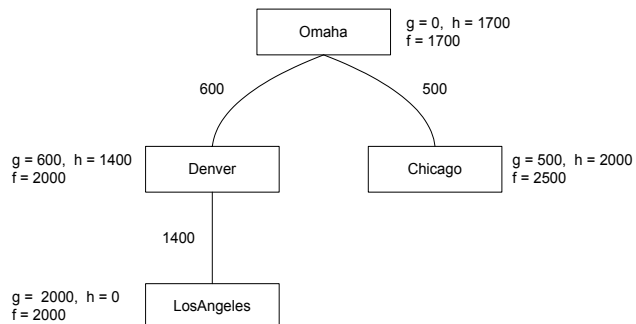 Omaha
g = 0, h = 1700
f = 1700
600
500
g = 600, h = 1400
f = 2000
Denver
Chicago
g = 500, h = 2000
f = 2500
1400
g = 2000, h = 0
f = 2000
LosAngeles